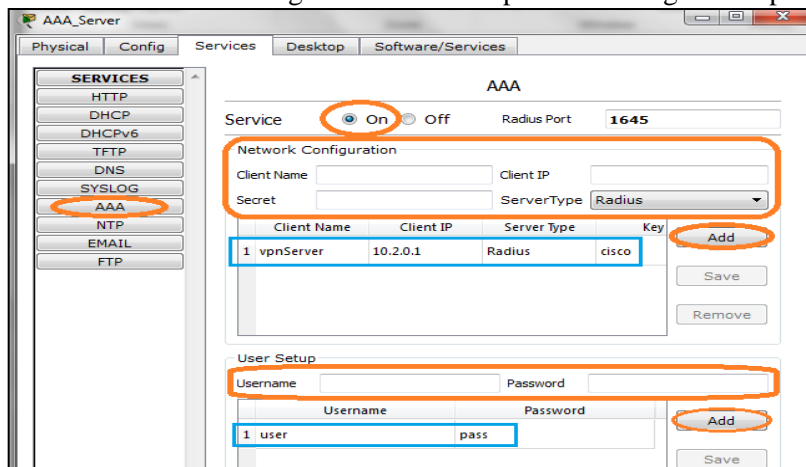 AAA_Server
Physical Config Services Desktop Software/Services
SERVICES
HTTP
DHCP
DHCPv6
TFTP
DNS
SYSLOG
AAA
NTP
EMAIL
FTP
AAA
Service On Off Radius Port 1645
Network Configuration
Client Name Client IP
Secret ServerType Radius
Client Name Client IP Server Type Key
1 vpnServer 10.2.0.1 Radius cisco
Add
Save
Remove
User Setup
Username Password
Username Password
1 user pass
Add
Save